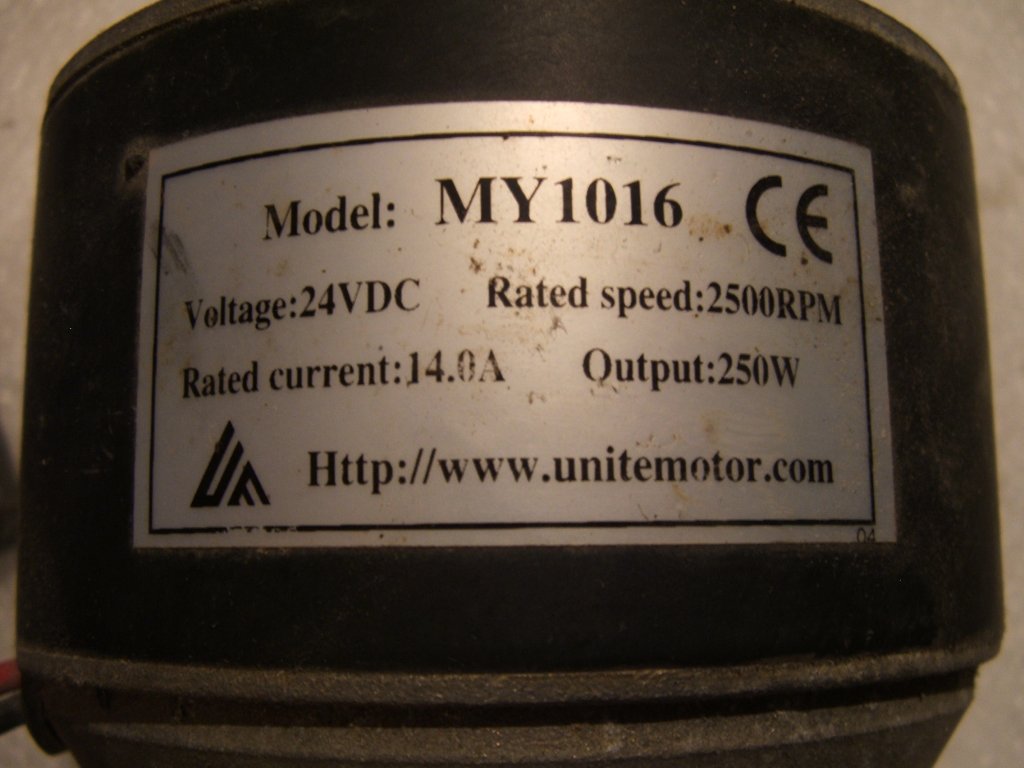 Model: MY1016 CE
Voltage:24VDC Rated speed:2500RPM
Rated current:14.0A Output:250W
UM Http://www.unitemotor.com
04